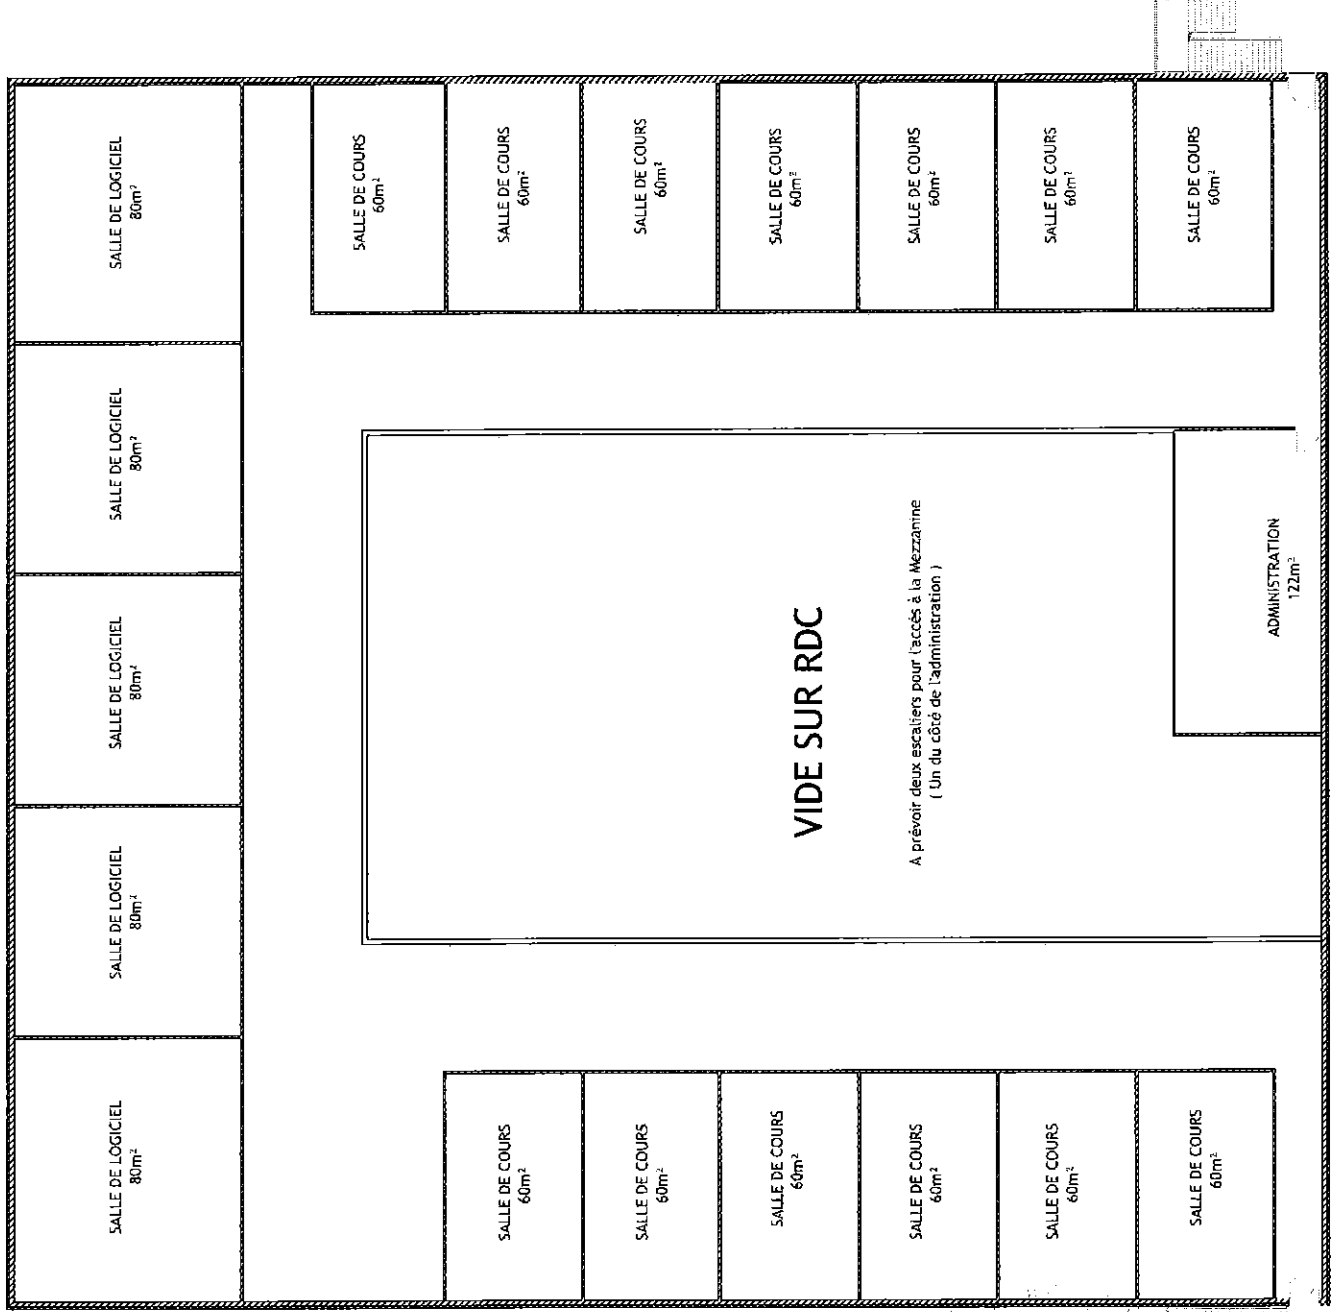 SALLE DE LOGICIEL
80m²
SALLE DE LOGICIEL
80m²
SALLE DE LOGICIEL
80m²
SALLE DE LOGICIEL
80m²
SALLE DE LOGICIEL
80m²
SALLE DE COURS
60m²
SALLE DE COURS
60m²
SALLE DE COURS
60m²
SALLE DE COURS
60m²
SALLE DE COURS
60m²
SALLE DE COURS
60m²
SALLE DE COURS
60m²
VIDE SUR RDC
A prévoir deux escaliers pour l'accès à la Mezzanine
( Un du côté de l'administration )
ADMINISTRATION
122m²
SALLE DE COURS
60m²
SALLE DE COURS
60m²
SALLE DE COURS
60m²
SALLE DE COURS
60m²
SALLE DE COURS
60m²
SALLE DE COURS
60m²